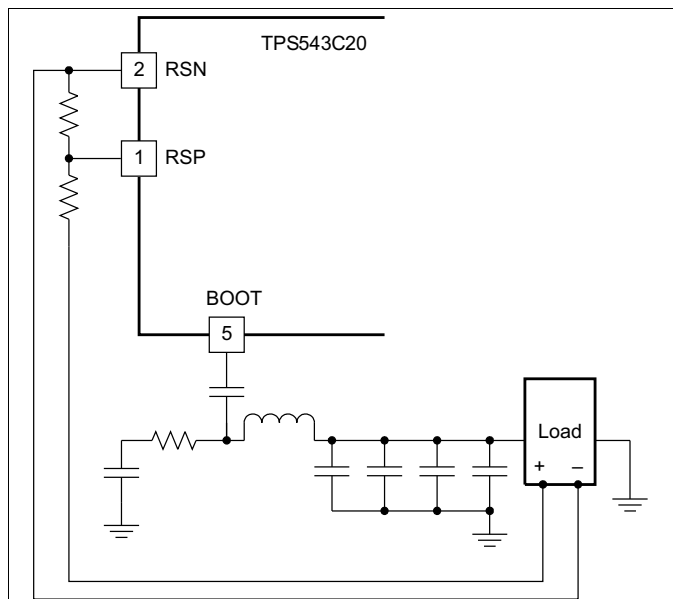 TPS543C20
2 RSN
1 RSP
BOOT
5
Load
+ –